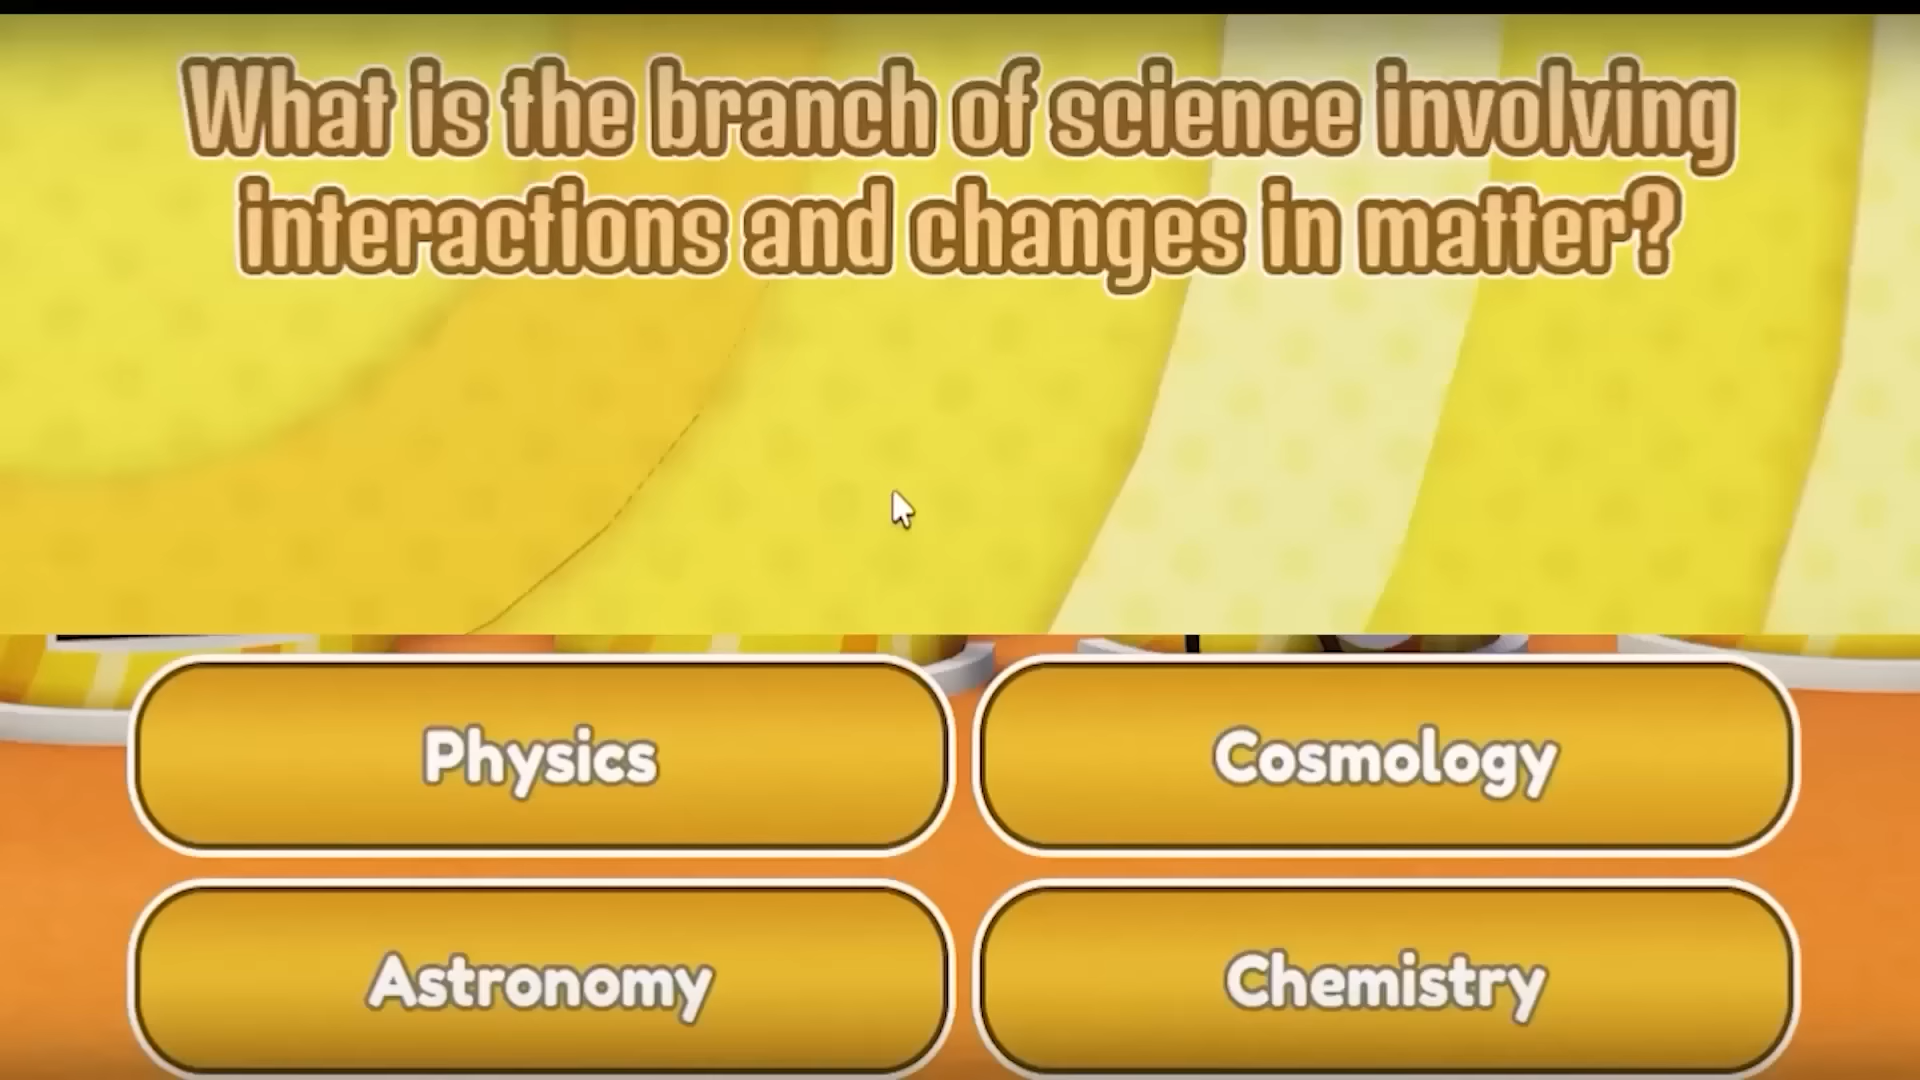 What is the branch of science involving
interactions and changes in matter?
Physics
Cosmology
Astronomy
Chemistry